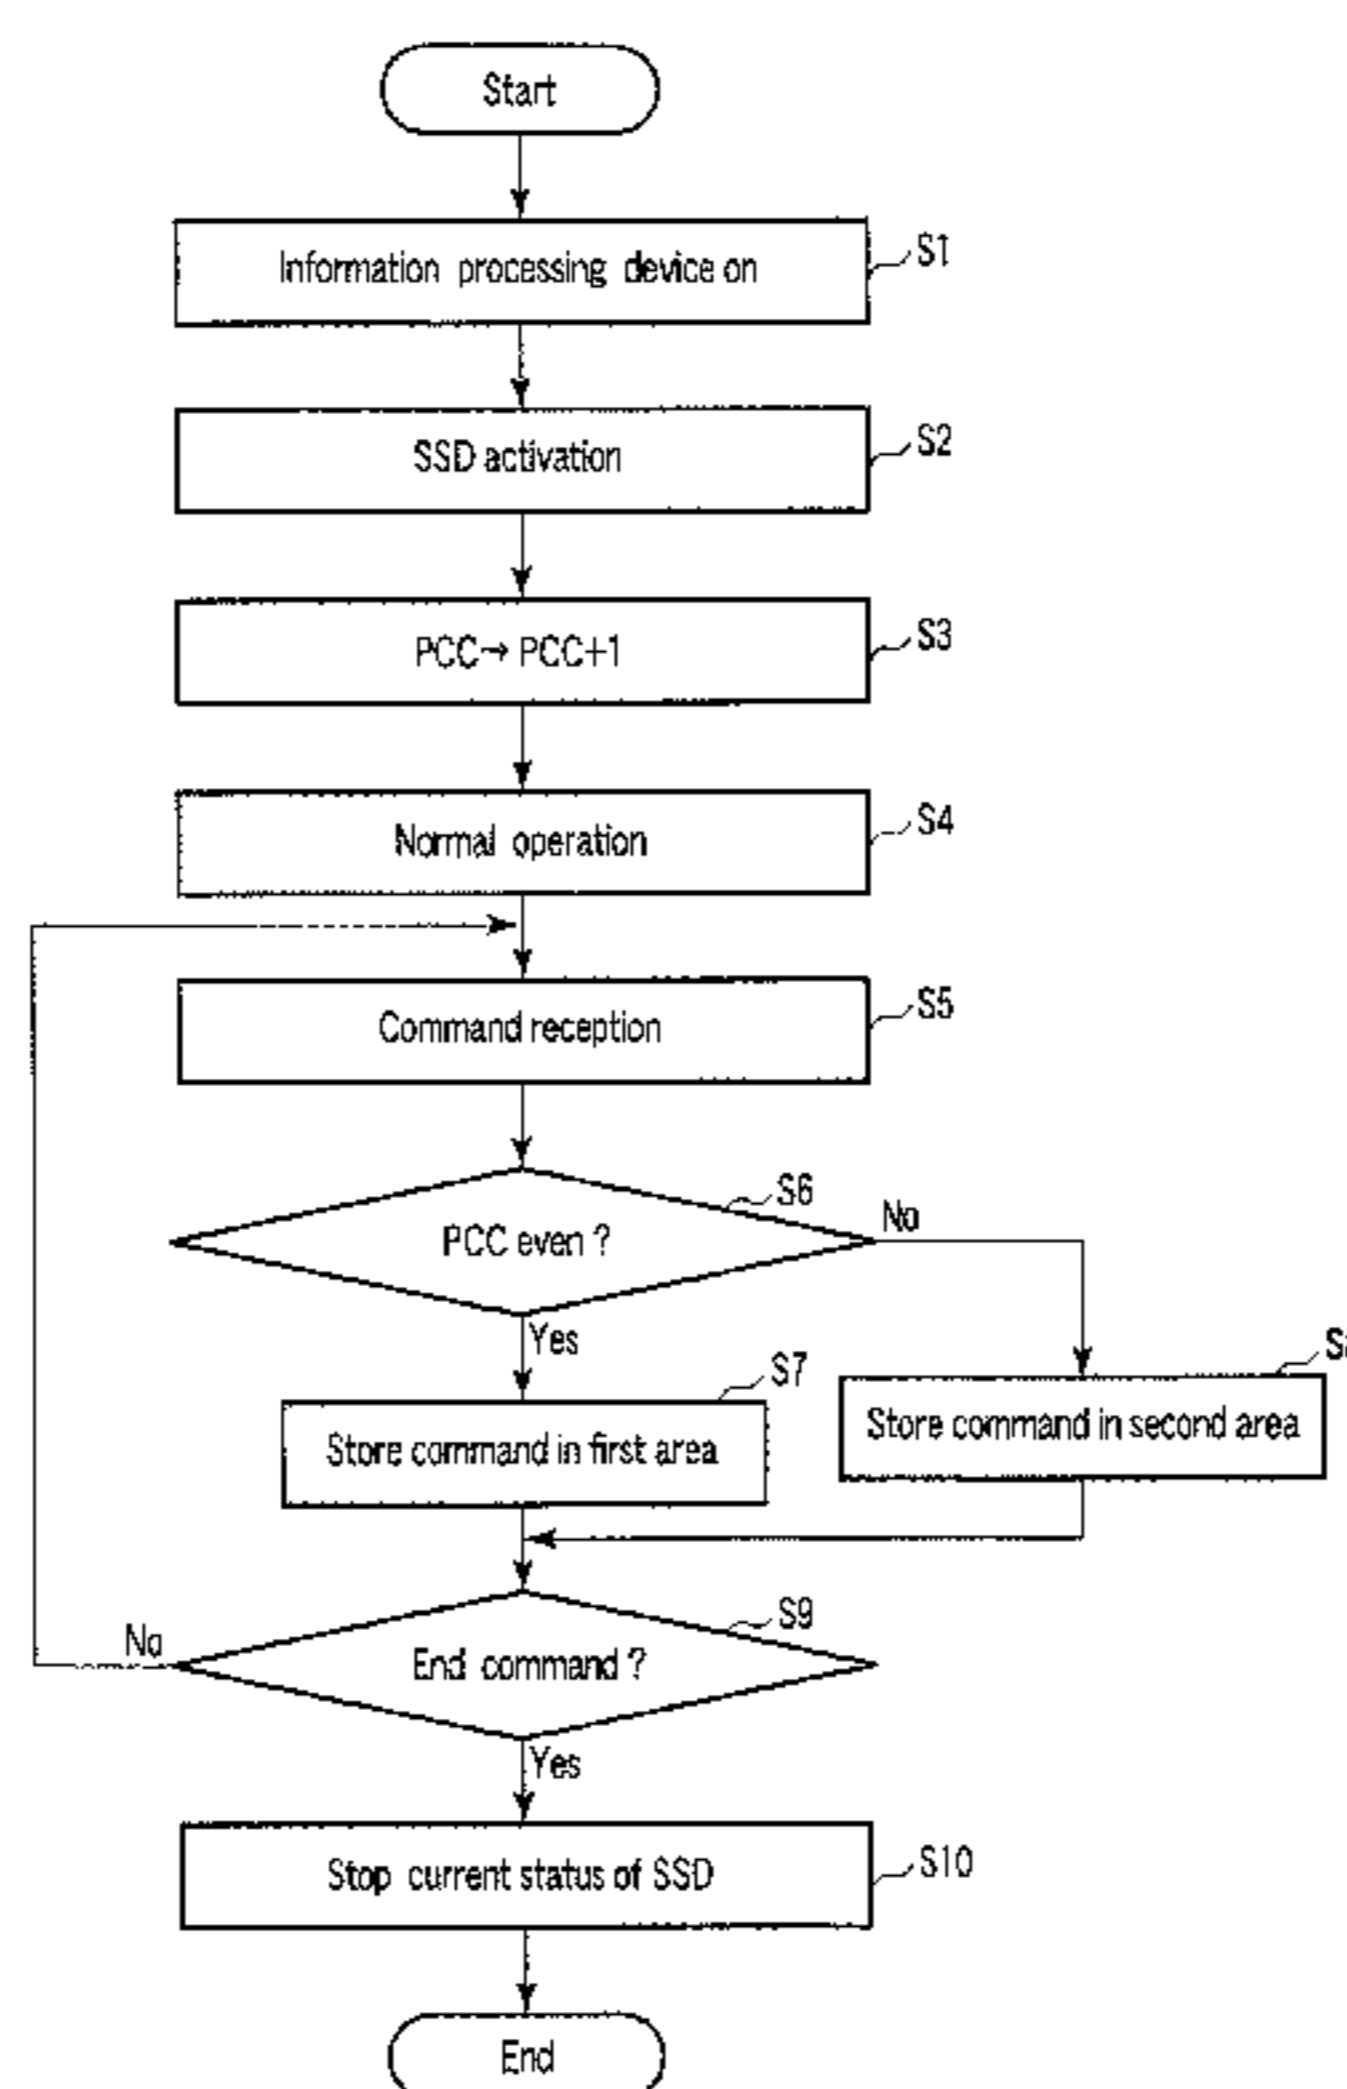 Start
Information processing device on
S1
SSD activation
S2
PCC→ PCC+1
S3
Normal operation
S4
Command reception
S5
PCC even ?
S6
No
Yes
Store command in first area
S7
Store command in second area
End command ?
S9
No
Yes
Stop current status of SSD
S10
End